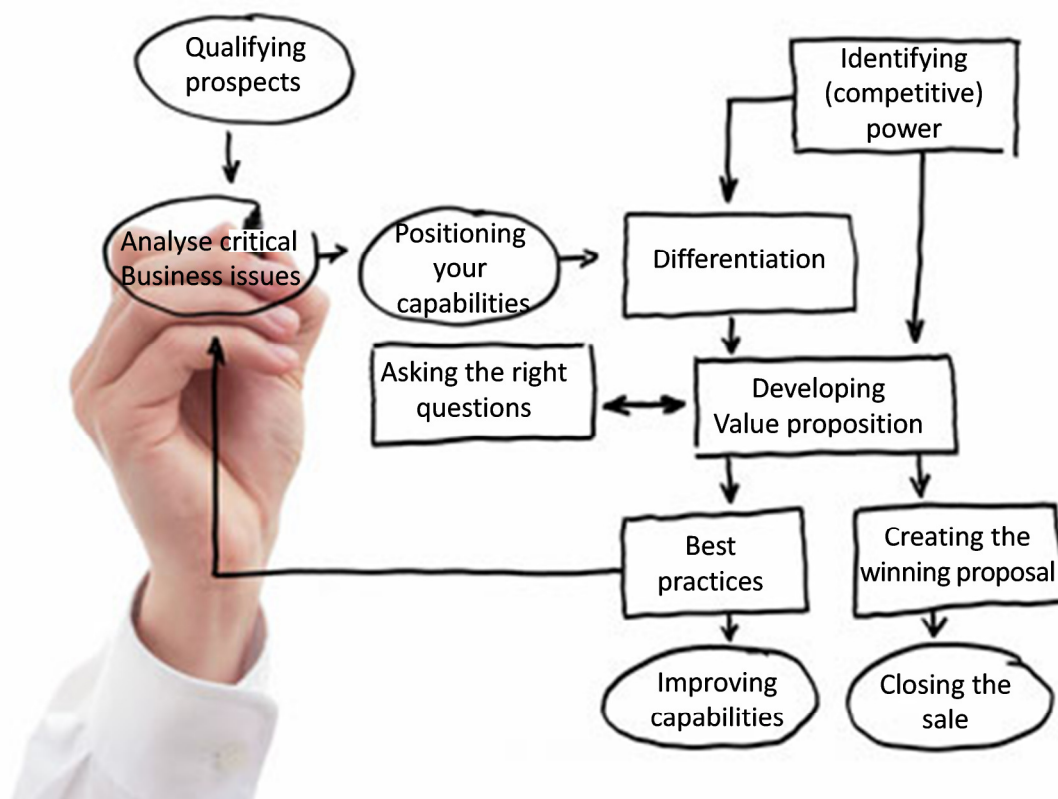 Qualifying
prospects
Identifying
(competitive)
power
Analyse critical
Business issues
Positioning
your
capabilities
Differentiation
Asking the right
questions
Developing
Value proposition
Best
practices
Creating the
winning proposal
Improving
capabilities
Closing the
sale